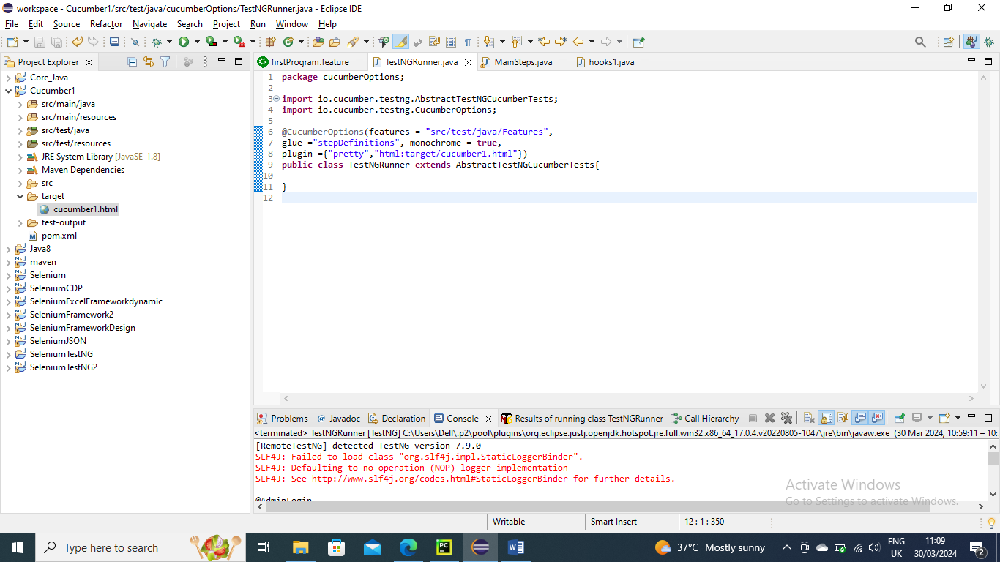 workspace - Cucumber1/src/test/java/cucumberOptions/TestNGRunner.java - Eclipse IDE
File Edit Source Refactor Navigate Search Project Run Window Help
Project Explorer
Core_Java
Cucumber1
src/main/java
src/main/resources
src/test/java
src/test/resources
JRE System Library [JavaSE-1.8]
Maven Dependencies
src
target
cucumber1.html
test-output
pom.xml
Java8
maven
Selenium
SeleniumCDP
SeleniumExcelFrameworkdynamic
SeleniumFramework2
SeleniumFrameworkDesign
SeleniumJSON
SeleniumTestNG
SeleniumTestNG2
firstProgram.feature TestNGRunner.java MainSteps.java hooks1.java
1 package cucumberOptions;
2
3 import io.cucumber.testng.AbstractTestNGCucumberTests;
4 import io.cucumber.testng.CucumberOptions;
5
6 @CucumberOptions(features = "src/test/java/Features",
7 glue ="stepDefinitions", monochrome = true,
8 plugin ={"pretty","html:target/cucumber1.html"})
9 public class TestNGRunner extends AbstractTestNGCucumberTests{
10
11 }
12
Problems @ Javadoc Declaration Console Results of running class TestNGRunner Call Hierarchy
<terminated> TestNGRunner [TestNG] C:\Users\Dell\.p2\pool\plugins\org.eclipse.justj.openjdk.hotspot.jre.full.win32.x86_64_17.0.4.v20220805-1047\jre\bin\javaw.exe (30 Mar 2024, 10:59:11 – 10:5
[RemoteTestNG] detected TestNG version 7.9.0
SLF4J: Failed to load class "org.slf4j.impl.StaticLoggerBinder".
SLF4J: Defaulting to no-operation (NOP) logger implementation
SLF4J: See http://www.slf4j.org/codes.html#StaticLoggerBinder for further details.
@AdminLogin
Activate Windows
Go to Settings to activate Windows.
Writable Smart Insert 12 : 1 : 350
Type here to search
37°C Mostly sunny
ENG
UK
11:09
30/03/2024
2